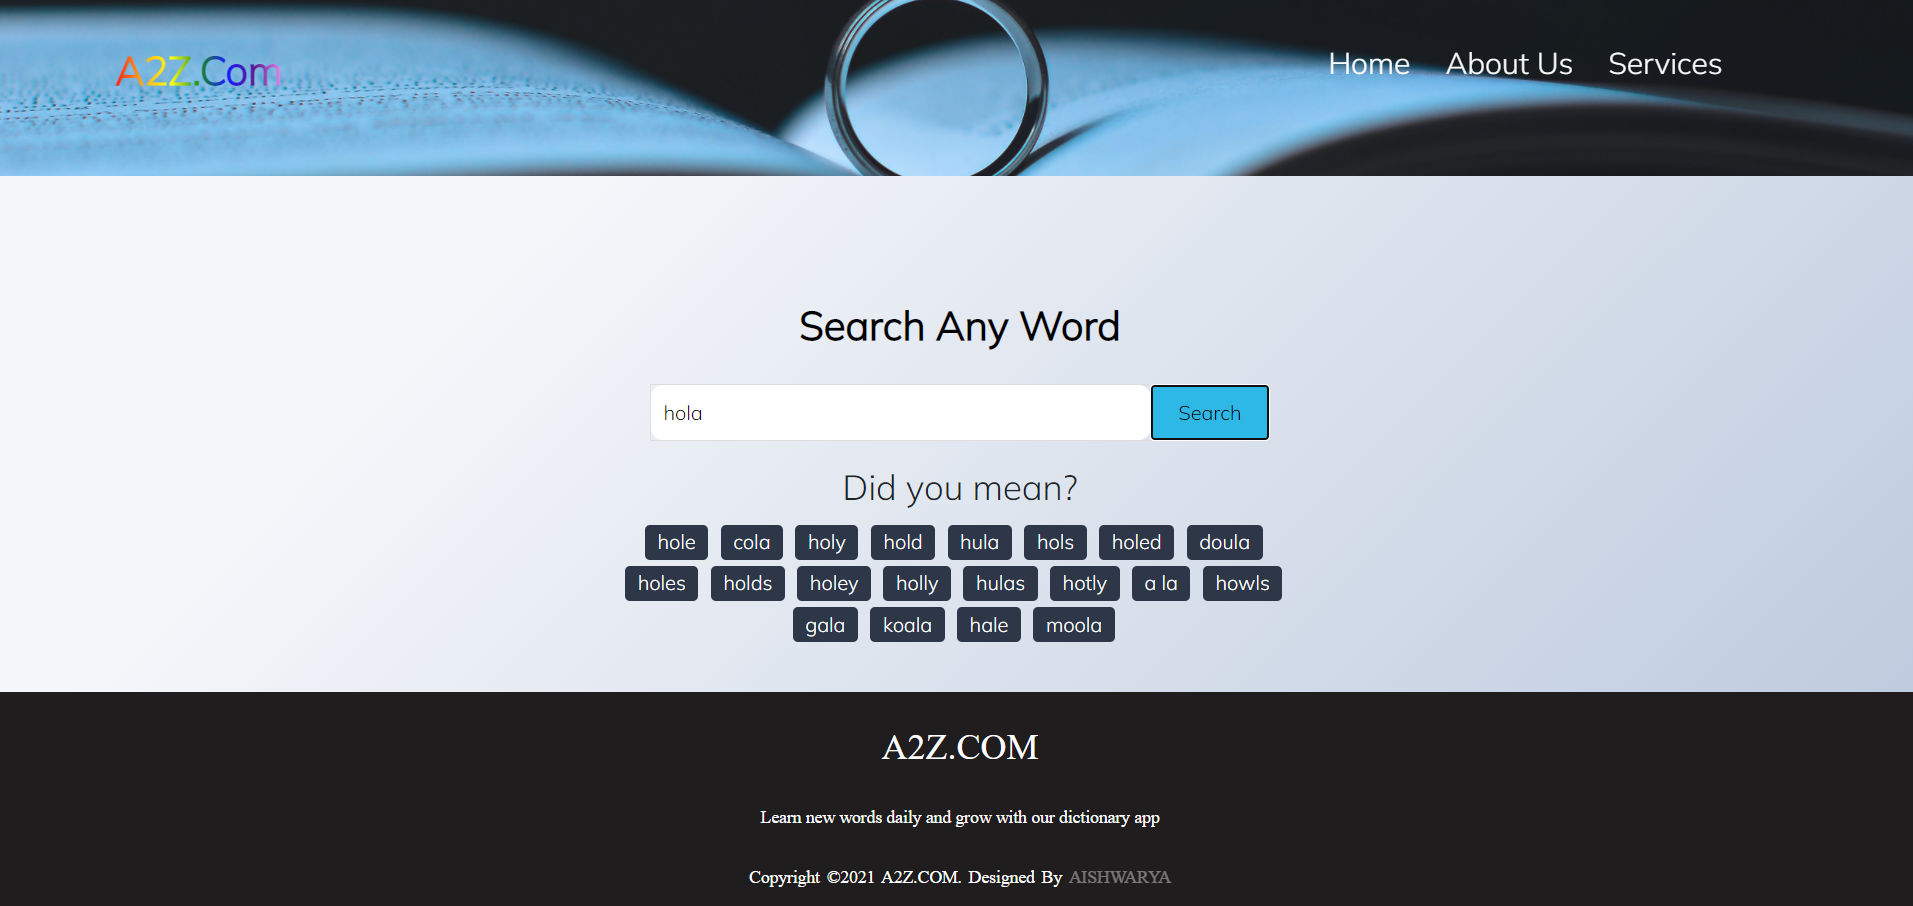 A2Z.Com
Home About Us Services
Search Any Word
hola Search
Did you mean?
hole cola holy hold hula hols holed doula
holes holds holey holly hulas hotly a la howls
gala koala hale moola
A2Z.COM
Learn new words daily and grow with our dictionary app
Copyright ©2021 A2Z.COM. Designed By AISHWARYA